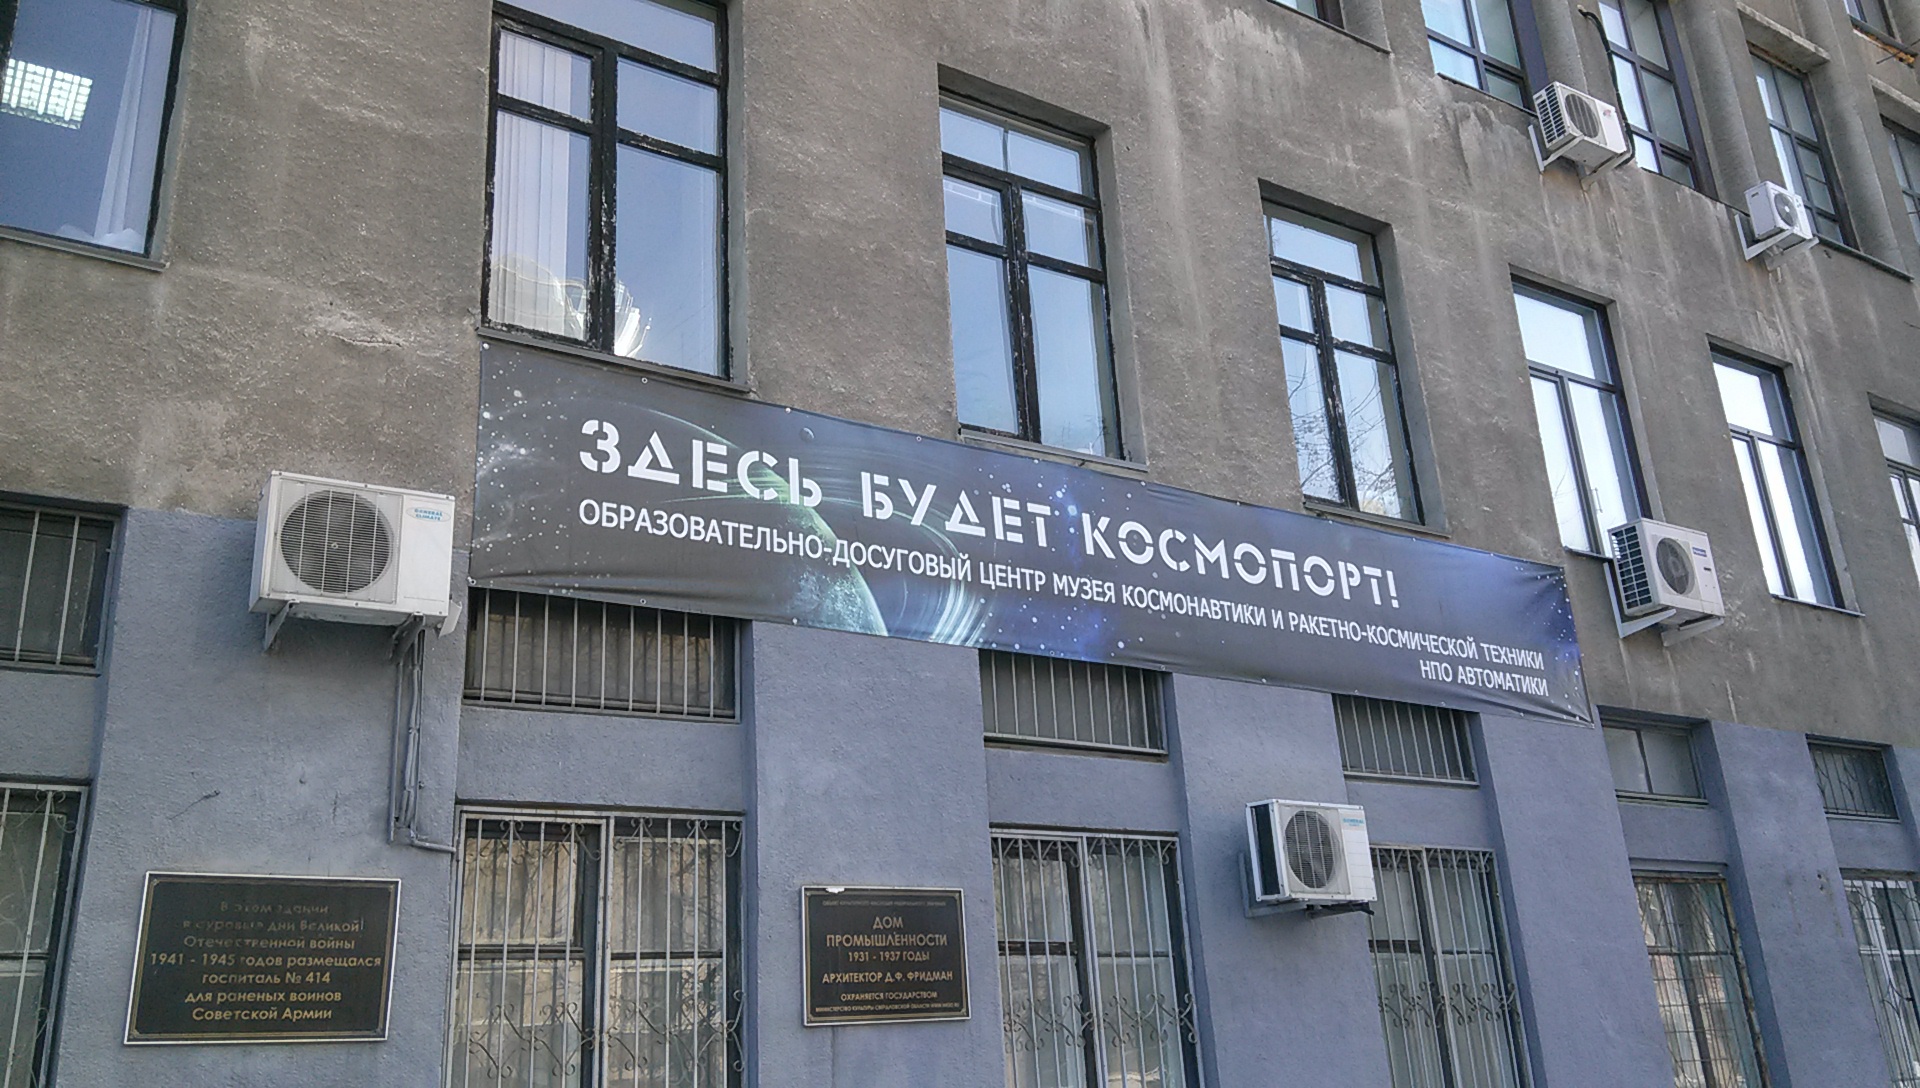 ЗДЕСЬ БУДЕТ КОСМОПОРТ!
ОБРАЗОВАТЕЛЬНО-ДОСУГОВЫЙ ЦЕНТР МУЗЕЯ КОСМОНАВТИКИ И РАКЕТНО-КОСМИЧЕСКОЙ ТЕХНИКИ
НПО АВТОМАТИКИ
GENERAL
CLIMATE
В этом здании
в суровые дни Великой
Отечественной войны
1941 - 1945 годов размещался
госпиталь № 414
для раненых воинов
Советской Армии
ДОМ
ПРОМЫШЛЕННОСТИ
1931 - 1937 ГОДЫ
АРХИТЕКТОР Д.Ф. ФРИДМАН
ОХРАНЯЕТСЯ ГОСУДАРСТВОМ